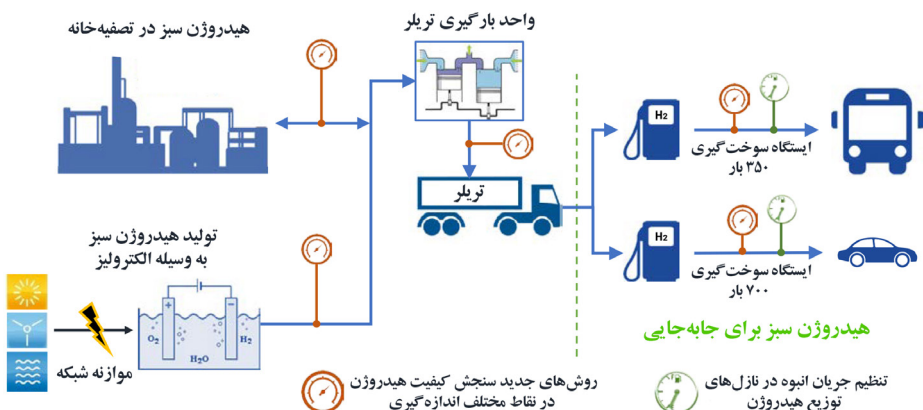 هیدروژن سبز در تصفیه‌خانه
واحد بارگیری تریلر
H₂
ایستگاه سوخت‌گیری
۳۵۰ بار
تریلر
تولید هیدروژن سبز
به وسیله الکترولیز
H₂
ایستگاه سوخت‌گیری
۷۰۰ بار
+
−
O₂
H₂
H₂O
موازنه شبکه
هیدروژن سبز برای جابه‌جایی
روش‌های جدید سنجش کیفیت هیدروژن
در نقاط مختلف اندازه‌گیری
تنظیم جریان انبوه در نازل‌های
توزیع هیدروژن